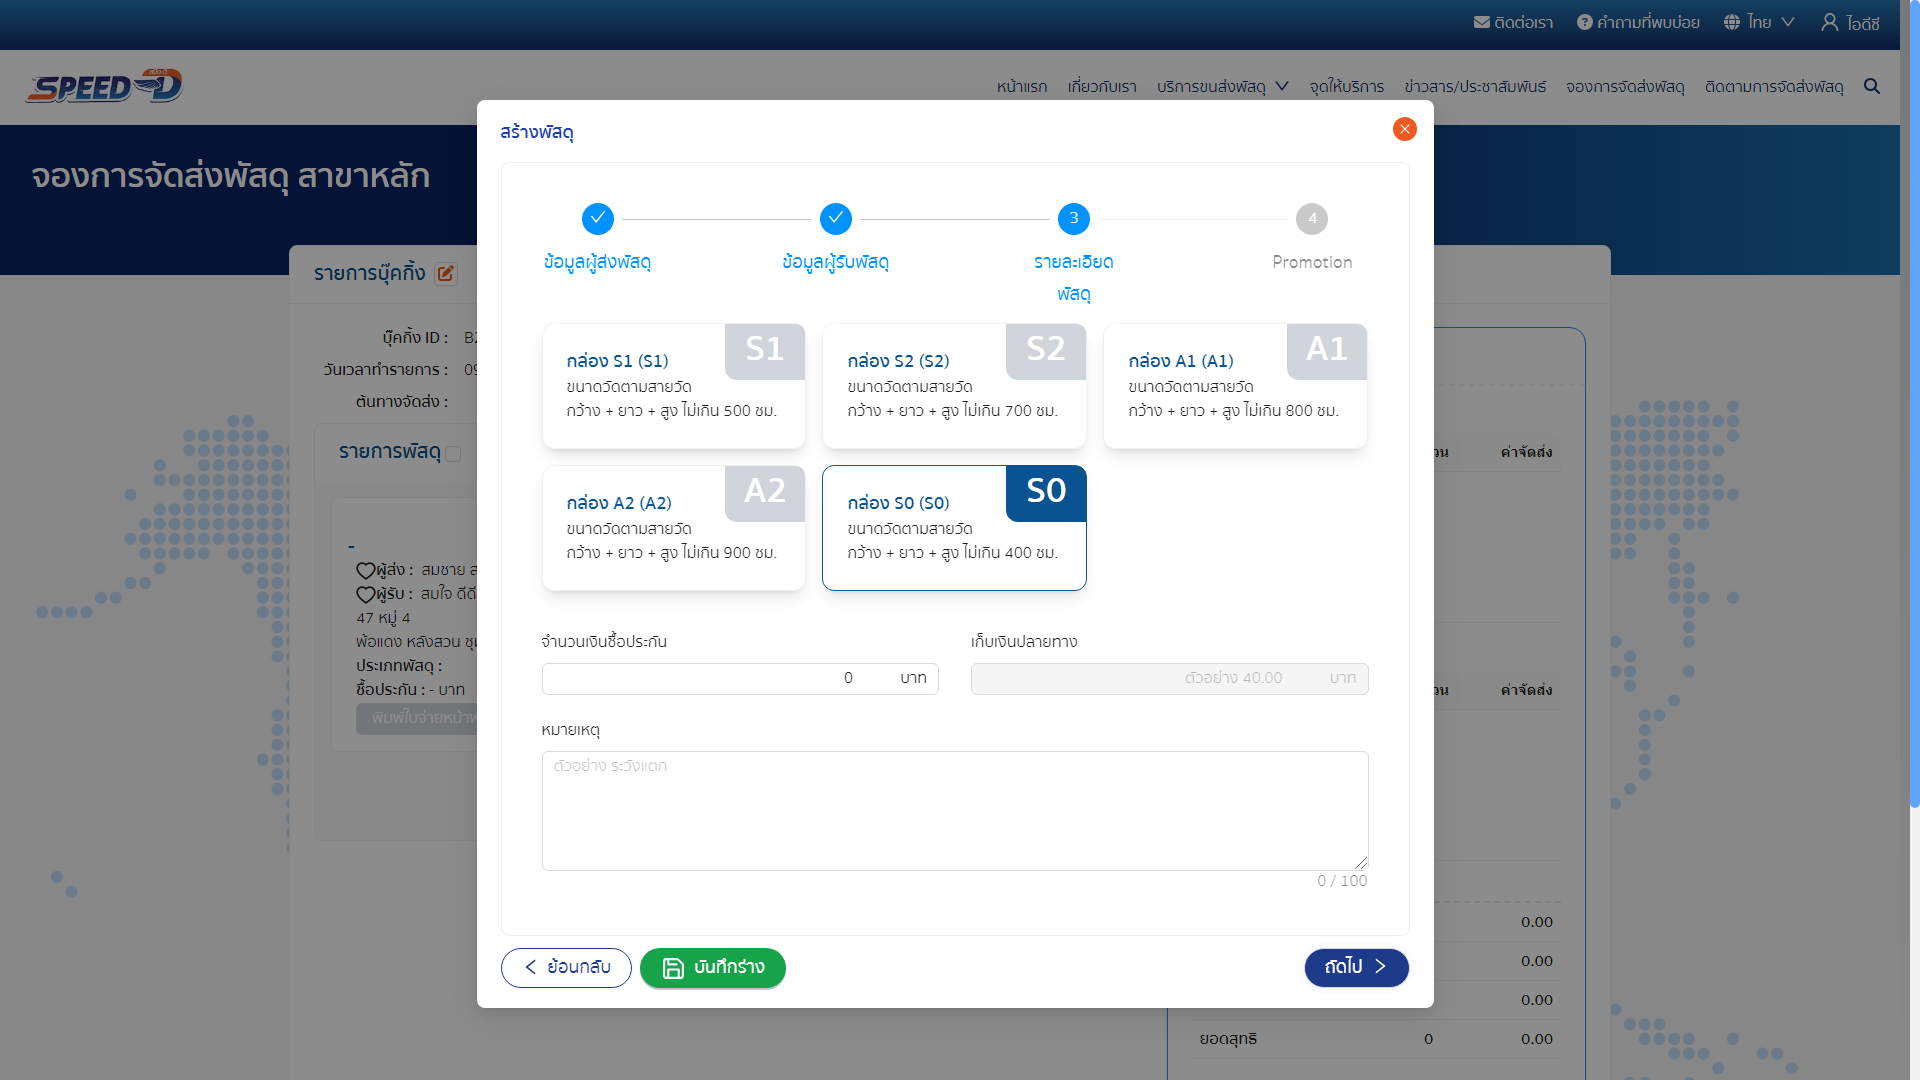 ติดต่อเรา คำถามที่พบบ่อย ไทย ไอดีซี
SPEED-D
หน้าแรก เกี่ยวกับเรา บริการขนส่งพัสดุ จุดให้บริการ ข่าวสาร/ประชาสัมพันธ์ จองการจัดส่งพัสดุ ติดตามการจัดส่งพัสดุ
จองการจัดส่งพัสดุ สาขาหลัก
รายการบุ๊คกิ้ง
บุ๊คกิ้ง ID :
วันเวลาทำรายการ :
ต้นทางจัดส่ง :
รายการพัสดุ
-
ผู้ส่ง : สมชาย
ผู้รับ : สมใจ ดีดี
47 หมู่ 4
พ้อแดง หลังสวน
ประเภทพัสดุ :
ซื้อประกัน : - บาท
พิมพ์ใบจ่ายหน้า
สร้างพัสดุ
ข้อมูลผู้ส่งพัสดุ
ข้อมูลผู้รับพัสดุ
3
รายละเอียด
พัสดุ
4
Promotion
กล่อง S1 (S1) S1
ขนาดวัดตามสายวัด
กว้าง + ยาว + สูง ไม่เกิน 500 ซม.
กล่อง S2 (S2) S2
ขนาดวัดตามสายวัด
กว้าง + ยาว + สูง ไม่เกิน 700 ซม.
กล่อง A1 (A1) A1
ขนาดวัดตามสายวัด
กว้าง + ยาว + สูง ไม่เกิน 800 ซม.
กล่อง A2 (A2) A2
ขนาดวัดตามสายวัด
กว้าง + ยาว + สูง ไม่เกิน 900 ซม.
กล่อง S0 (S0) S0
ขนาดวัดตามสายวัด
กว้าง + ยาว + สูง ไม่เกิน 400 ซม.
จำนวนเงินซื้อประกัน
0 บาท
เก็บเงินปลายทาง
ตัวอย่าง 40.00 บาท
หมายเหตุ
ตัวอย่าง ระวังแตก
0 / 100
ย้อนกลับ บันทึกร่าง ถัดไป
ค่าจัดส่ง
ค่าจัดส่ง
0.00
0.00
0.00
ยอดสุทธิ 0 0.00